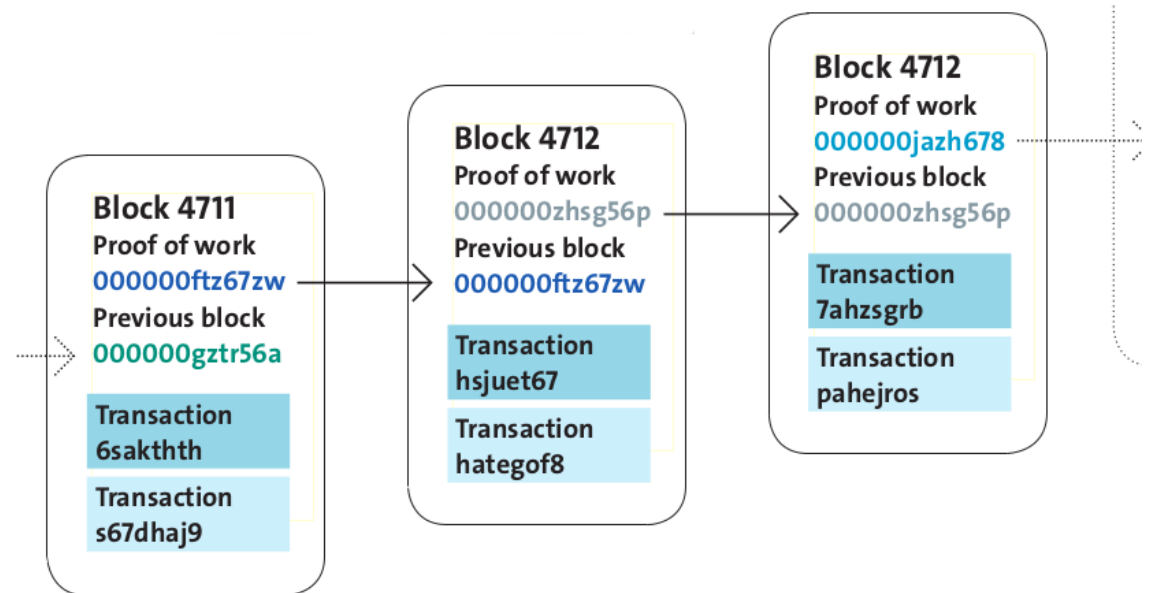 Block 4711
Proof of work
000000ftz67zw
Previous block
000000gztr56a
Transaction
6sakthth
Transaction
s67dhaj9
Block 4712
Proof of work
000000zhsg56p
Previous block
000000ftz67zw
Transaction
hsjuet67
Transaction
hategof8
Block 4712
Proof of work
000000jazh678
Previous block
000000zhsg56p
Transaction
7ahzsgrb
Transaction
pahejros